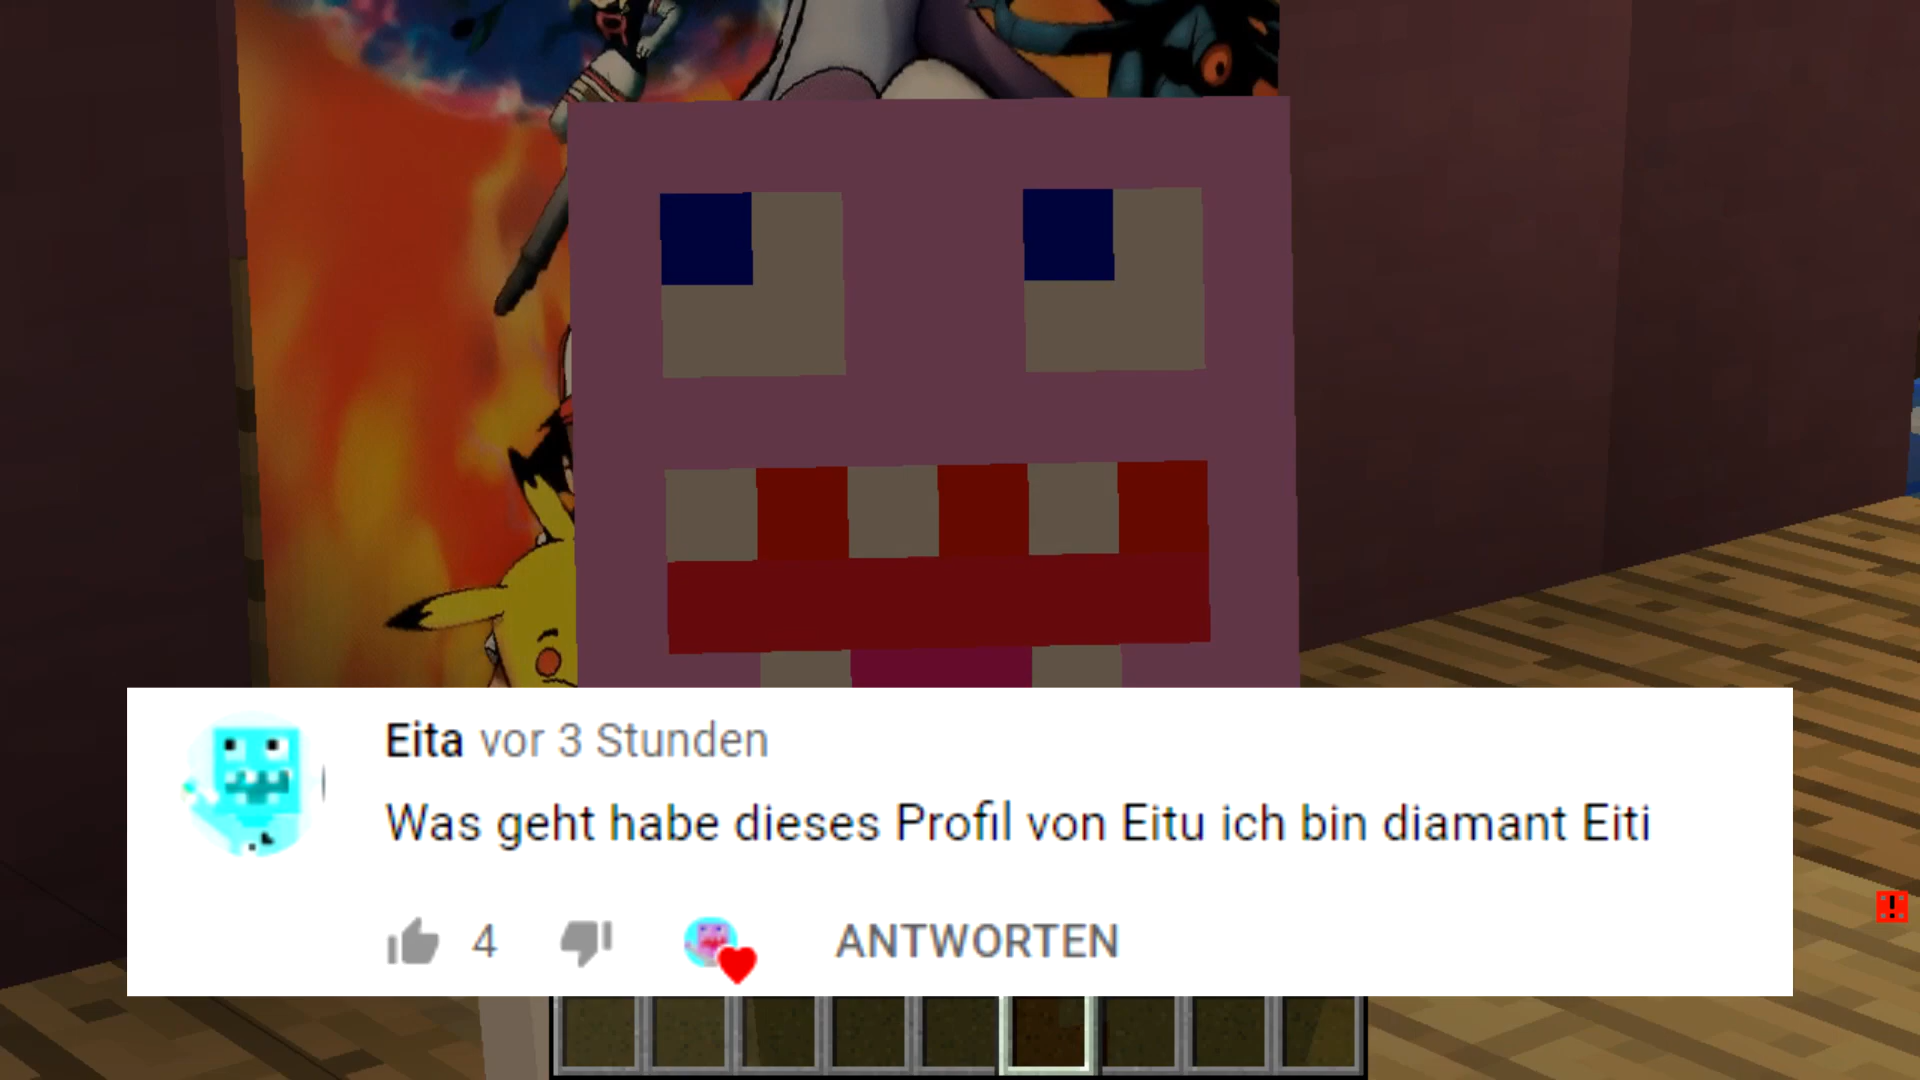 Eita vor 3 Stunden
Was geht habe dieses Profil von Eitu ich bin diamant Eiti
4 ANTWORTEN
!